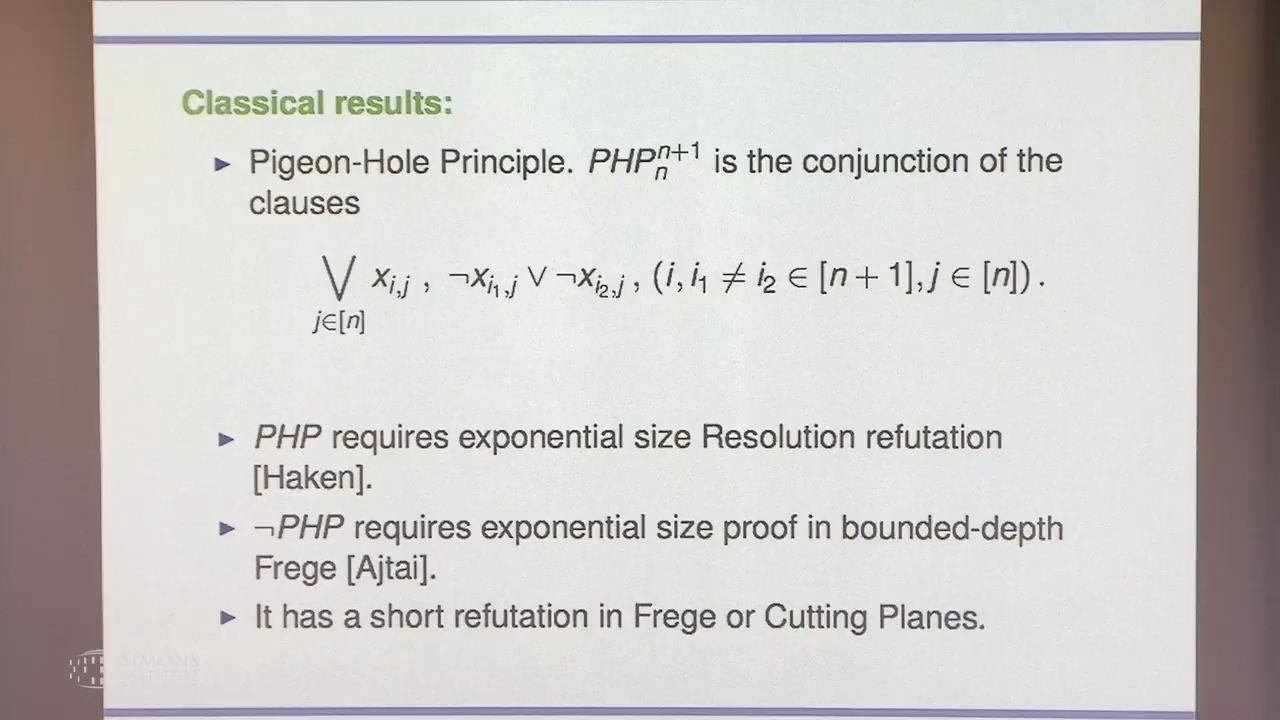 Classical results:
▶ Pigeon-Hole Principle. PHP_n^{n+1} is the conjunction of the
clauses
⋁_{j∈[n]} x_{i,j} , ¬x_{i_1,j} ∨ ¬x_{i_2,j} , (i, i_1 ≠ i_2 ∈ [n + 1], j ∈ [n]) .
▶ PHP requires exponential size Resolution refutation
[Haken].
▶ ¬PHP requires exponential size proof in bounded-depth
Frege [Ajtai].
▶ It has a short refutation in Frege or Cutting Planes.
SIMONS
INSTITUTE